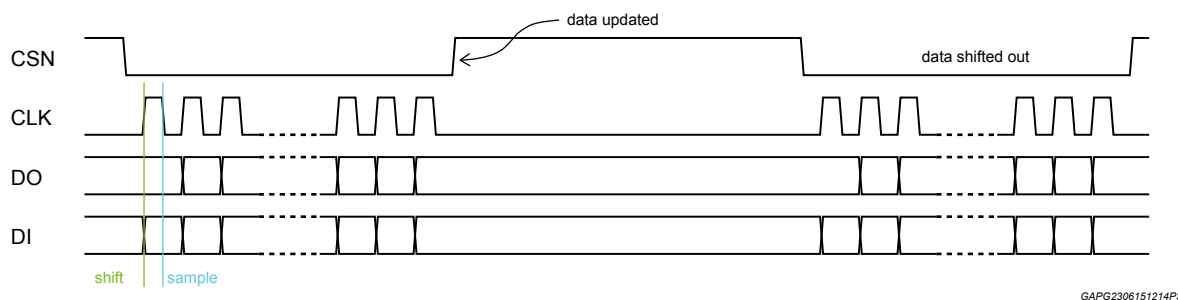 data updated
CSN
data shifted out
CLK
DO
DI
shift
sample